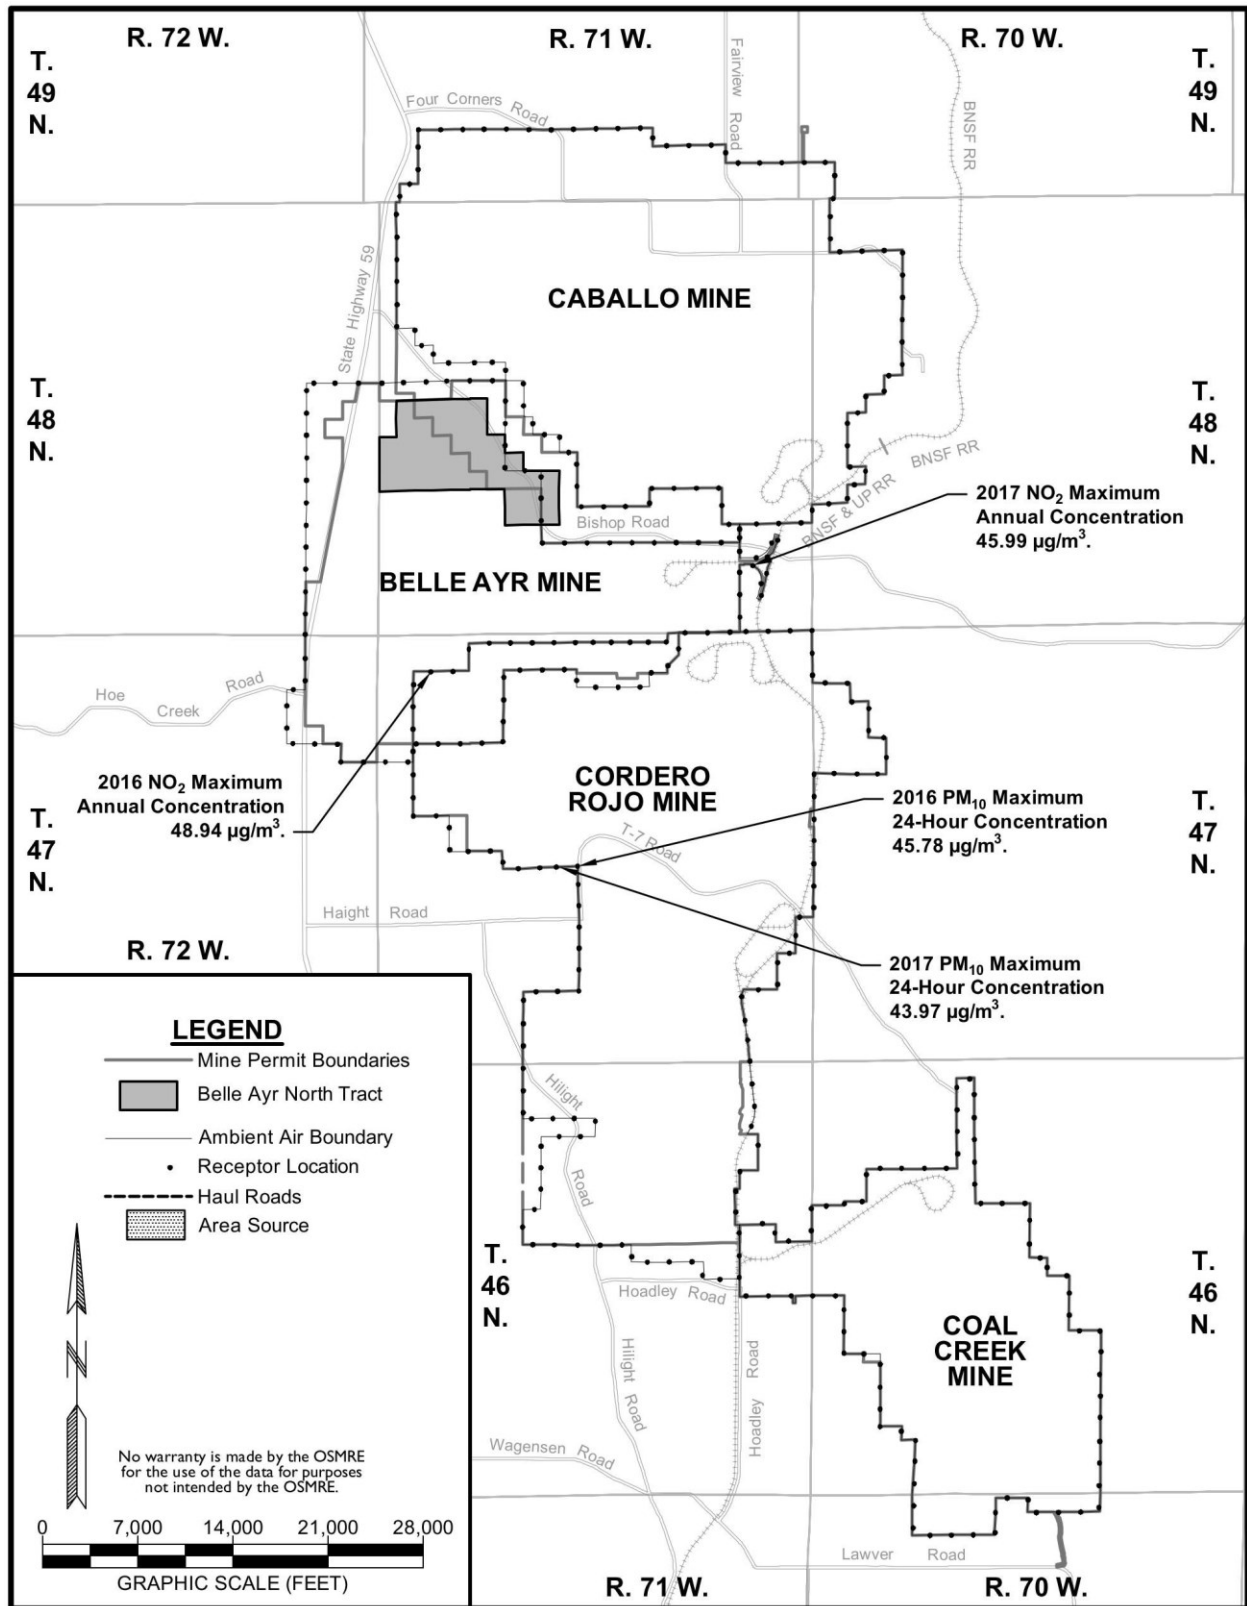 R. 72 W.
R. 71 W.
R. 70 W.
T.
49
N.
T.
49
N.
Four Corners Road
Fairview Road
BNSF RR
State Highway 59
CABALLO MINE
T.
48
N.
T.
48
N.
BNSF RR
BNSF & UP RR
Bishop Road
2017 NO₂ Maximum
Annual Concentration
45.99 µg/m³.
BELLE AYR MINE
Hoe Creek Road
2016 NO₂ Maximum
Annual Concentration
48.94 µg/m³.
CORDERO
ROJO MINE
2016 PM₁₀ Maximum
24-Hour Concentration
45.78 µg/m³.
T.
47
N.
T.
47
N.
T-7 Road
Haight Road
R. 72 W.
2017 PM₁₀ Maximum
24-Hour Concentration
43.97 µg/m³.
LEGEND
Mine Permit Boundaries
Belle Ayr North Tract
Ambient Air Boundary
Receptor Location
Haul Roads
Area Source
N
No warranty is made by the OSMRE
for the use of the data for purposes
not intended by the OSMRE.
0 7,000 14,000 21,000 28,000
GRAPHIC SCALE (FEET)
Hilight Road
T.
46
N.
T.
46
N.
Hoadley Road
COAL
CREEK
MINE
Hilight Road
Hoadley Road
Wagensen Road
Lawver Road
R. 71 W.
R. 70 W.